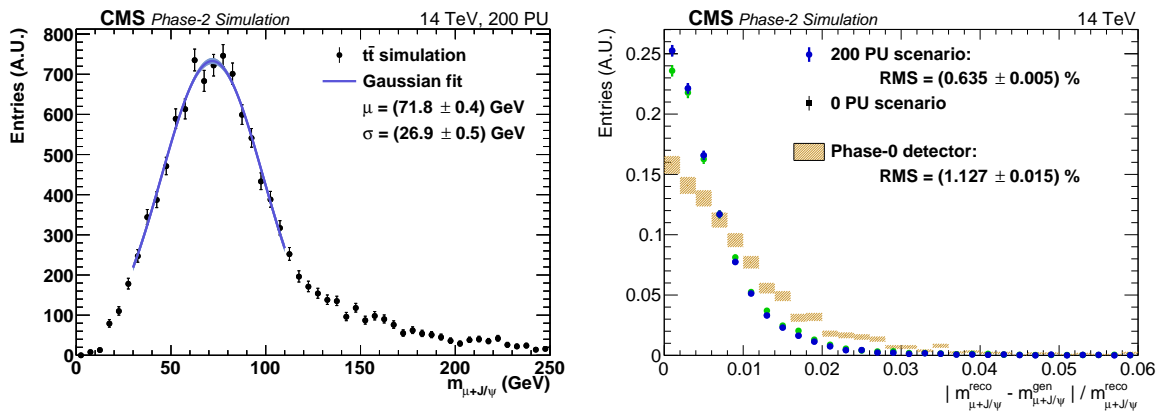 CMS Phase-2 Simulation 14 TeV, 200 PU
Entries (A.U.)
800
700
600
500
400
300
200
100
0
tt̄ simulation
Gaussian fit
μ = (71.8 ± 0.4) GeV
σ = (26.9 ± 0.5) GeV
0 50 100 150 200 250
m_{μ+J/ψ} (GeV)
CMS Phase-2 Simulation 14 TeV
Entries (A.U.)
0.25
0.2
0.15
0.1
0.05
0
200 PU scenario:
RMS = (0.635 ± 0.005) %
0 PU scenario
Phase-0 detector:
RMS = (1.127 ± 0.015) %
0 0.01 0.02 0.03 0.04 0.05 0.06
| m^{reco}_{μ+J/ψ} - m^{gen}_{μ+J/ψ} | / m^{reco}_{μ+J/ψ}